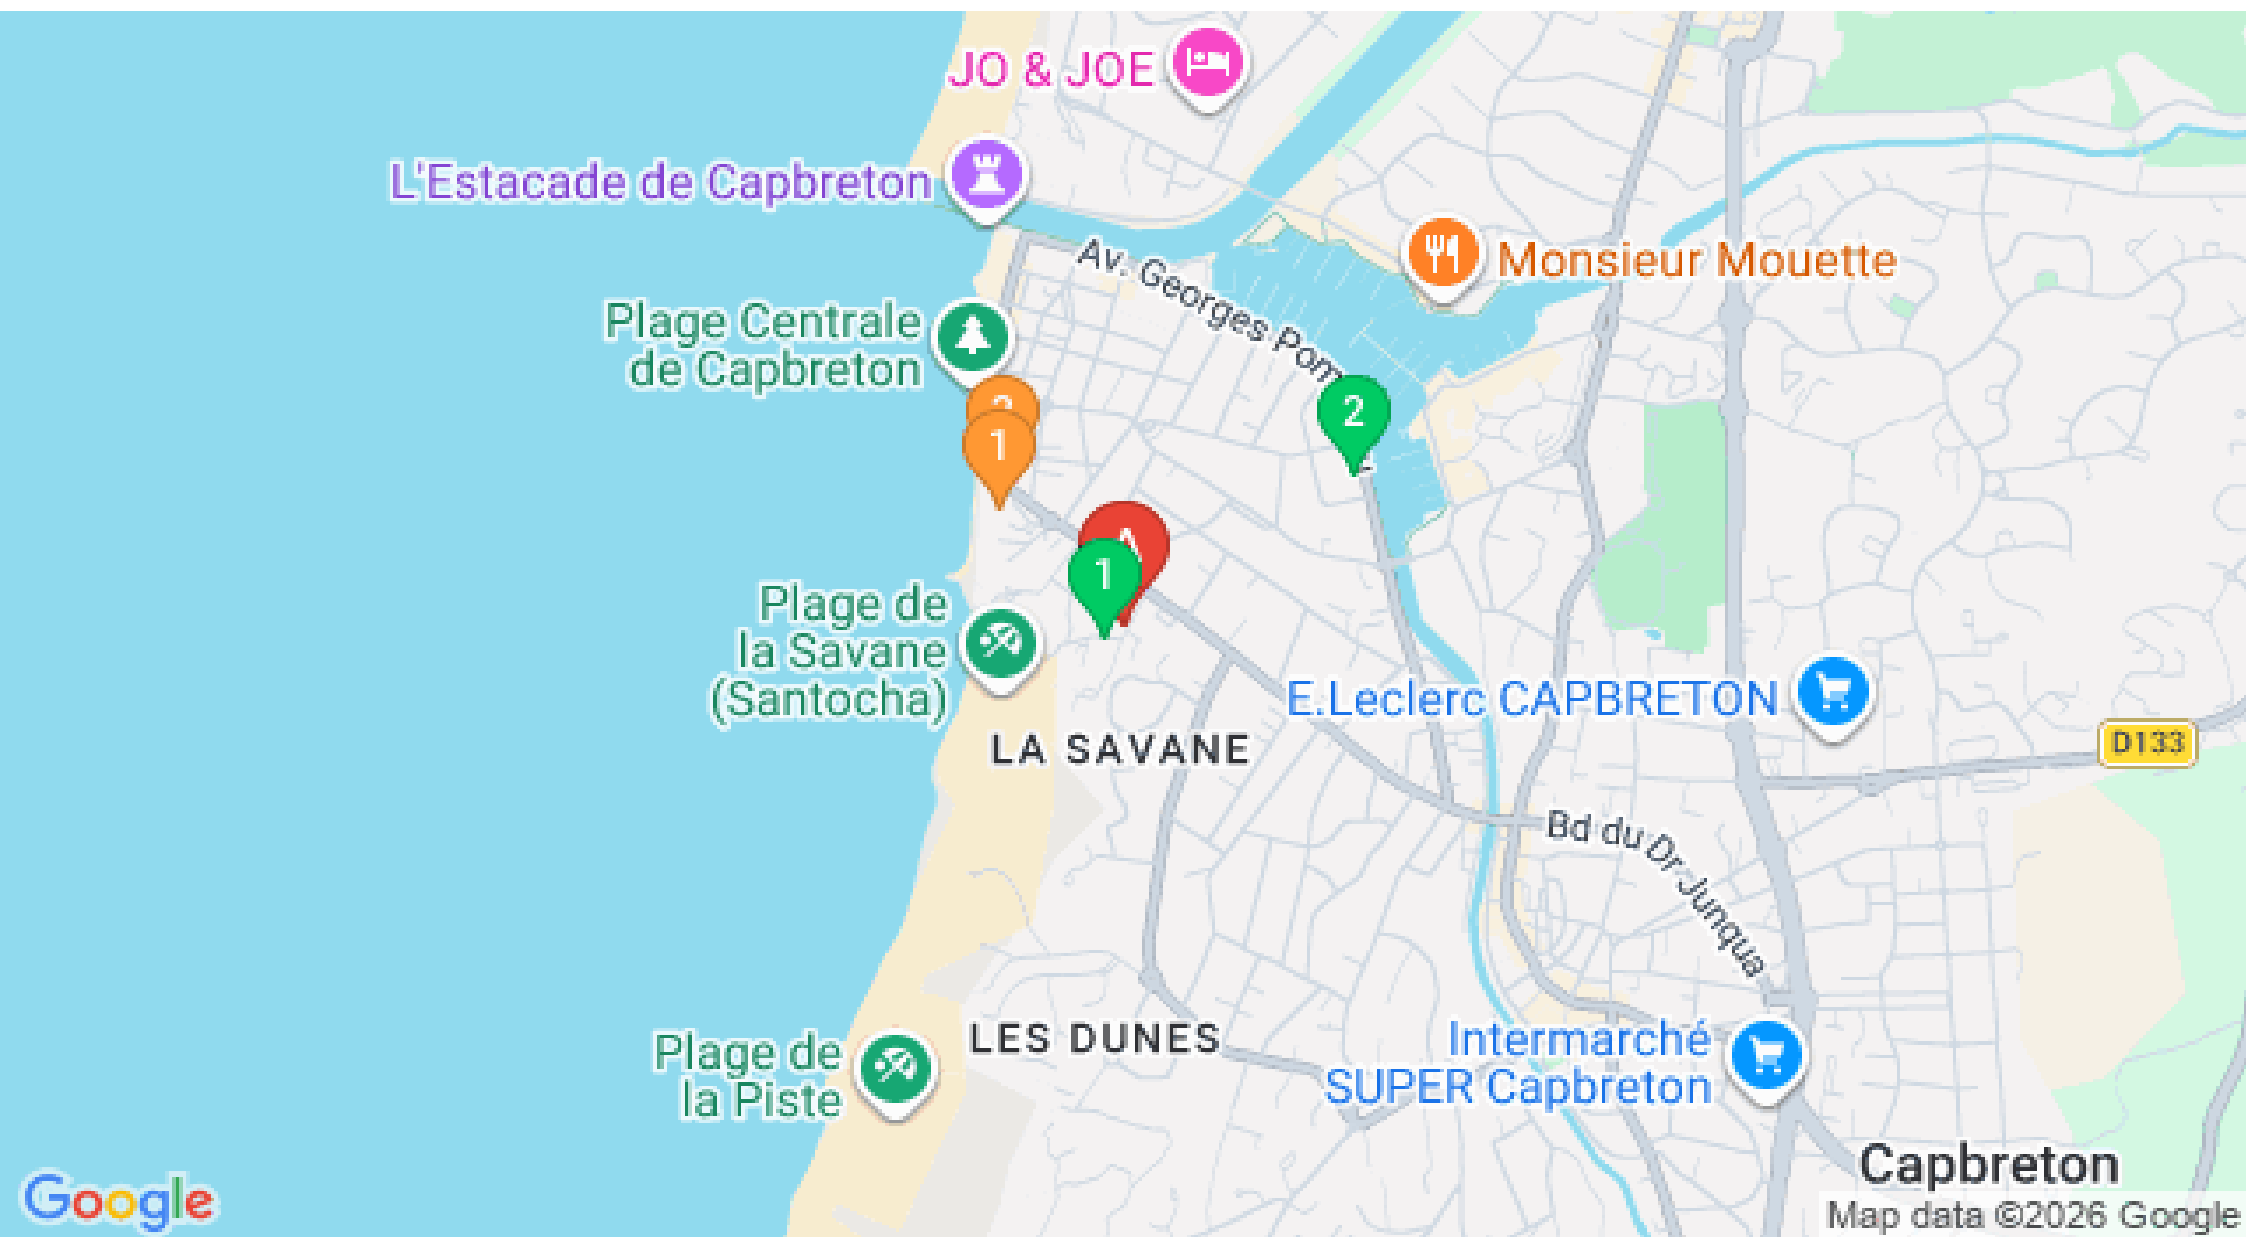 JO & JOE
L'Estacade de Capbreton
Av. Georges Pom
Monsieur Mouette
Plage Centrale
de Capbreton
2
1
1
Plage de
la Savane
(Santocha)
E.Leclerc CAPBRETON
LA SAVANE
D133
Bd du Dr Junqua
LES DUNES
Plage de
la Piste
Intermarché
SUPER Capbreton
Capbreton
Google
Map data ©2026 Google